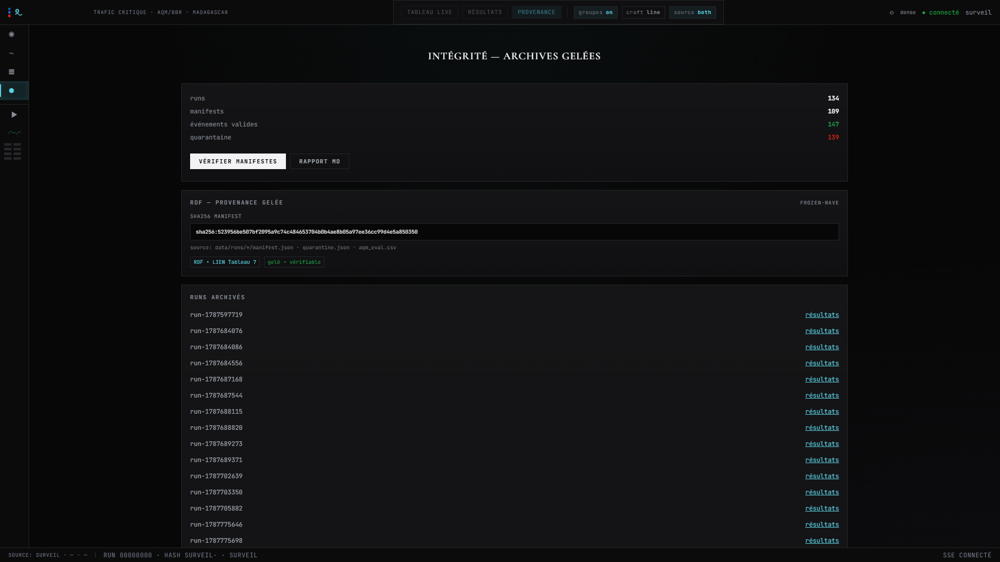 TRAFIC CRITIQUE · AQM/BBR · MADAGASCAR
TABLEAU LIVE
RÉSULTATS
PROVENANCE
groupes on
craft line
source both
dense
● connecté
surveil
INTÉGRITÉ — ARCHIVES GELÉES
runs 134
manifests 109
événements valides 147
quarantaine 139
VÉRIFIER MANIFESTES
RAPPORT MD
RDF — PROVENANCE GELÉE
FROZEN-WAVE
SHA256 MANIFEST
sha256:523956be507bf2095a9c74c484653704b0b4ae8b05a97ee36cc99d4e5a850350
source: data/runs/*/manifest.json · quarantine.json · aqm_eval.csv
RDF • LIEN Tableau 7
gelé • vérifiable
RUNS ARCHIVÉS
run-1787597719 résultats
run-1787684076 résultats
run-1787684086 résultats
run-1787684556 résultats
run-1787687168 résultats
run-1787687544 résultats
run-1787688115 résultats
run-1787688820 résultats
run-1787689273 résultats
run-1787689371 résultats
run-1787702639 résultats
run-1787703350 résultats
run-1787705882 résultats
run-1787775646 résultats
run-1787775698 résultats
SOURCE: SURVEIL · — · —
RUN 00000000 · HASH SURVEIL· · SURVEIL
SSE CONNECTÉ